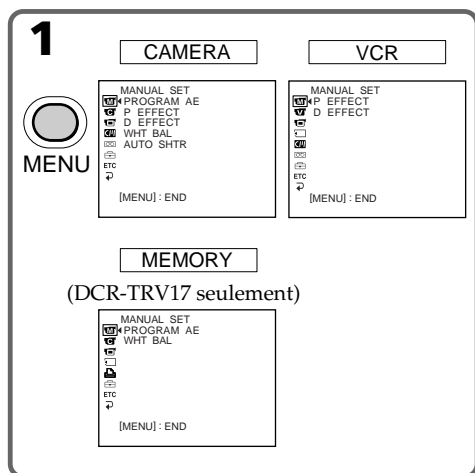 1
CAMERA
MANUAL SET
PROGRAM AE
P EFFECT
D EFFECT
WHT BAL
AUTO SHTR
ETC
[MENU] : END
VCR
MANUAL SET
P EFFECT
D EFFECT
ETC
[MENU] : END
MENU
MEMORY
(DCR-TRV17 seulement)
MANUAL SET
PROGRAM AE
WHT BAL
ETC
[MENU] : END